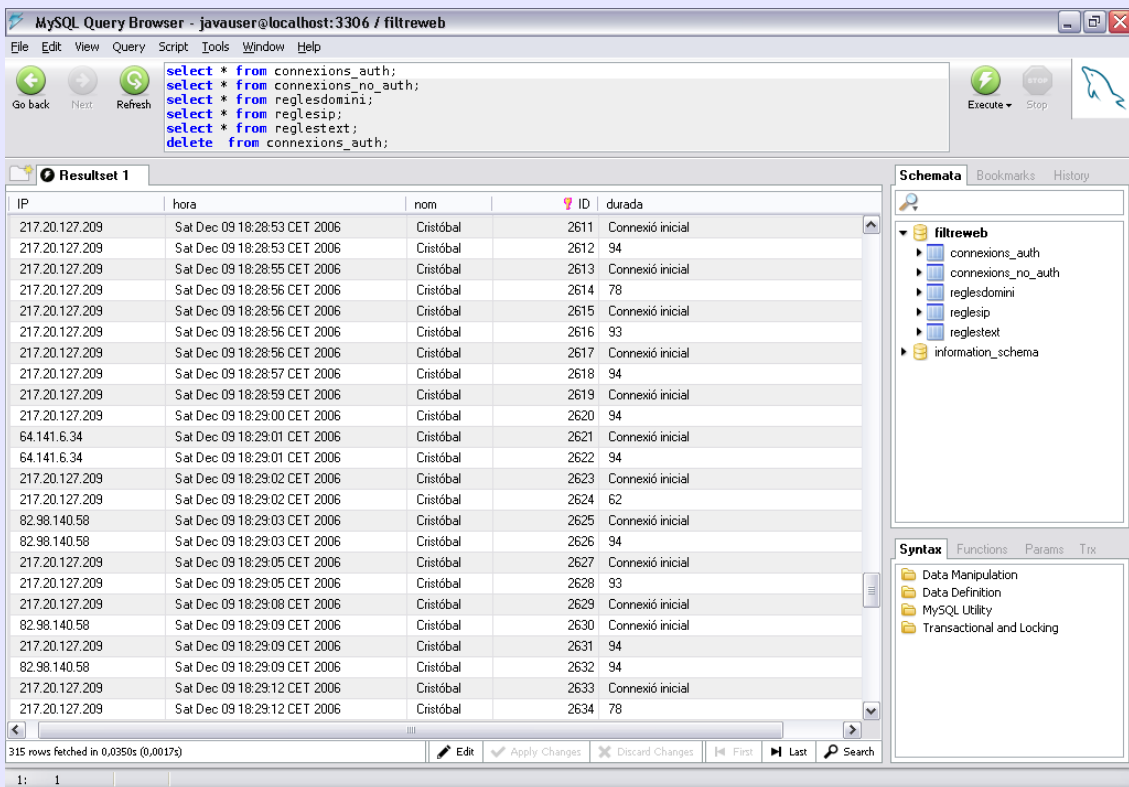 MySQL Query Browser - javauser@localhost:3306 / filtreweb
File Edit View Query Script Tools Window Help
Go back Next Refresh
select * from connexions_auth;
select * from connexions_no_auth;
select * from reglesdomini;
select * from reglesip;
select * from reglestext;
delete from connexions_auth;
Execute STOP Stop
Resultset 1
IP hora nom ID durada
217.20.127.209 Sat Dec 09 18:28:53 CET 2006 Cristóbal 2611 Connexió inicial
217.20.127.209 Sat Dec 09 18:28:53 CET 2006 Cristóbal 2612 94
217.20.127.209 Sat Dec 09 18:28:55 CET 2006 Cristóbal 2613 Connexió inicial
217.20.127.209 Sat Dec 09 18:28:56 CET 2006 Cristóbal 2614 78
217.20.127.209 Sat Dec 09 18:28:56 CET 2006 Cristóbal 2615 Connexió inicial
217.20.127.209 Sat Dec 09 18:28:56 CET 2006 Cristóbal 2616 93
217.20.127.209 Sat Dec 09 18:28:56 CET 2006 Cristóbal 2617 Connexió inicial
217.20.127.209 Sat Dec 09 18:28:57 CET 2006 Cristóbal 2618 94
217.20.127.209 Sat Dec 09 18:28:59 CET 2006 Cristóbal 2619 Connexió inicial
217.20.127.209 Sat Dec 09 18:29:00 CET 2006 Cristóbal 2620 94
64.141.6.34 Sat Dec 09 18:29:01 CET 2006 Cristóbal 2621 Connexió inicial
64.141.6.34 Sat Dec 09 18:29:01 CET 2006 Cristóbal 2622 94
217.20.127.209 Sat Dec 09 18:29:02 CET 2006 Cristóbal 2623 Connexió inicial
217.20.127.209 Sat Dec 09 18:29:02 CET 2006 Cristóbal 2624 62
82.98.140.58 Sat Dec 09 18:29:03 CET 2006 Cristóbal 2625 Connexió inicial
82.98.140.58 Sat Dec 09 18:29:03 CET 2006 Cristóbal 2626 94
217.20.127.209 Sat Dec 09 18:29:05 CET 2006 Cristóbal 2627 Connexió inicial
217.20.127.209 Sat Dec 09 18:29:05 CET 2006 Cristóbal 2628 93
217.20.127.209 Sat Dec 09 18:29:08 CET 2006 Cristóbal 2629 Connexió inicial
82.98.140.58 Sat Dec 09 18:29:09 CET 2006 Cristóbal 2630 Connexió inicial
217.20.127.209 Sat Dec 09 18:29:09 CET 2006 Cristóbal 2631 94
82.98.140.58 Sat Dec 09 18:29:09 CET 2006 Cristóbal 2632 94
217.20.127.209 Sat Dec 09 18:29:12 CET 2006 Cristóbal 2633 Connexió inicial
217.20.127.209 Sat Dec 09 18:29:12 CET 2006 Cristóbal 2634 78
315 rows fetched in 0,0350s (0,0017s) Edit Apply Changes Discard Changes First Last Search
1: 1
Schemata Bookmarks History
filtreweb
connexions_auth
connexions_no_auth
reglesdomini
reglesip
reglestext
information_schema
Syntax Functions Params Trx
Data Manipulation
Data Definition
MySQL Utility
Transactional and Locking